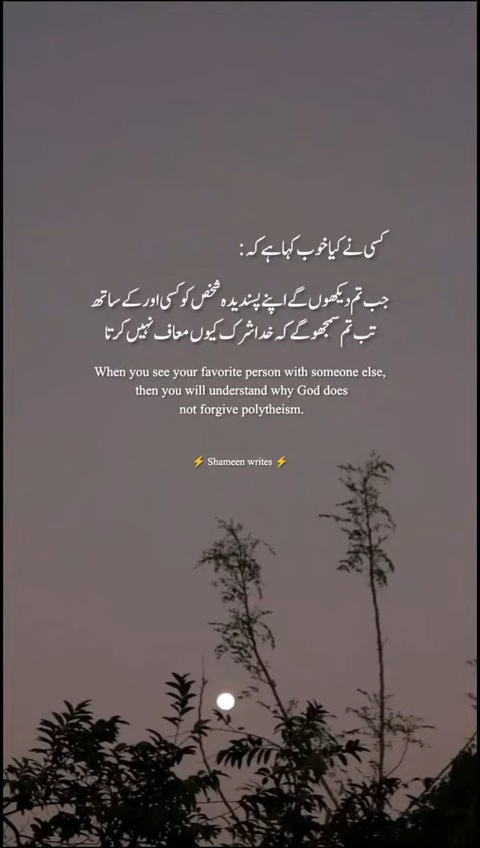 کسی نے کیا خوب کہا ہے کہ :
جب تم دیکھوں گے اپنے پسندیدہ شخص کو کسی اور کے ساتھ
تب تم سمجھو گے کہ خدا شرک کیوں معاف نہیں کرتا
When you see your favorite person with someone else,
then you will understand why God does
not forgive polytheism.
⚡ Shameen writes ⚡